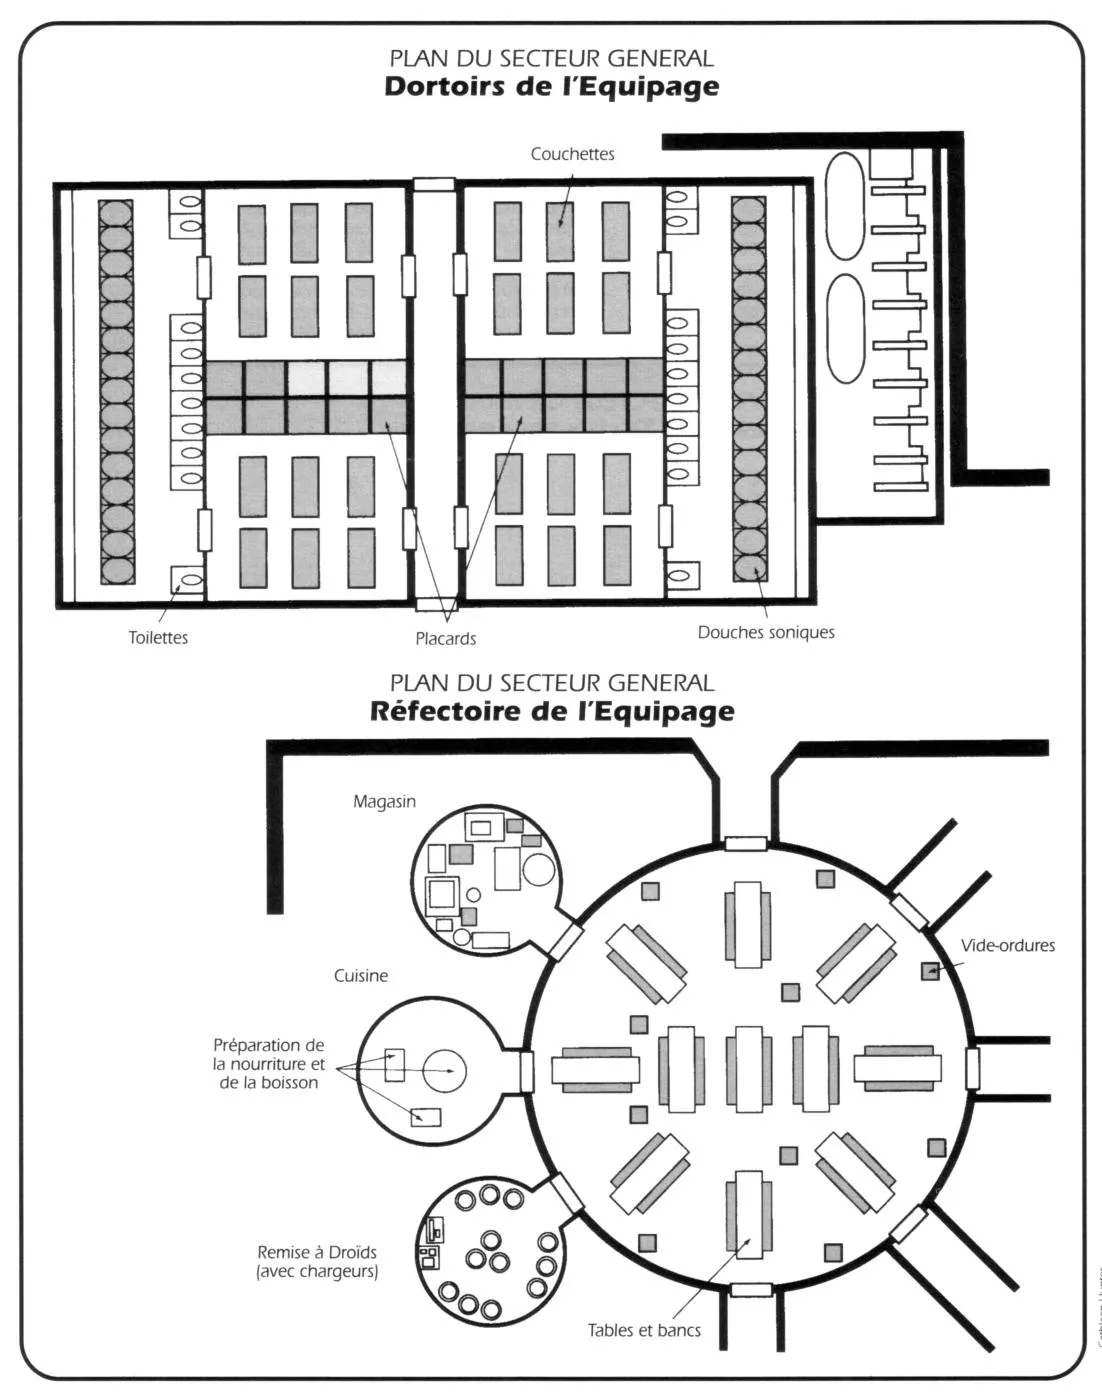 PLAN DU SECTEUR GENERAL
Dortoirs de l'Equipage
Couchettes
Toilettes
Placards
Douches soniques
PLAN DU SECTEUR GENERAL
Réfectoire de l'Equipage
Magasin
Vide-ordures
Cuisine
Préparation de
la nourriture et
de la boisson
Remise à Droïds
(avec chargeurs)
Tables et bancs